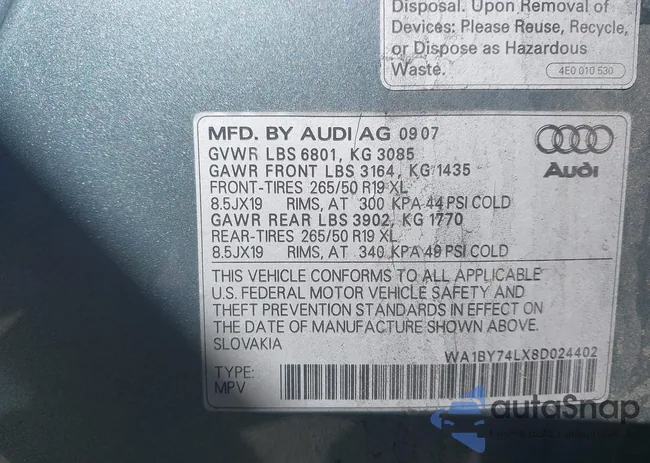 Disposal. Upon Removal of
Devices: Please Reuse, Recycle,
or Dispose as Hazardous
Waste.
4E0 010 530
MFD. BY AUDI AG 09 07
GVWR LBS 6801, KG 3085
GAWR FRONT LBS 3164, KG 1435
FRONT-TIRES 265/50 R19 XL
8.5JX19 RIMS, AT 300 KPA 44 PSI COLD
GAWR REAR LBS 3902, KG 1770
REAR-TIRES 265/50 R19 XL
8.5JX19 RIMS, AT 340 KPA 49 PSI COLD
Audi
THIS VEHICLE CONFORMS TO ALL APPLICABLE
U.S. FEDERAL MOTOR VEHICLE SAFETY AND
THEFT PREVENTION STANDARDS IN EFFECT ON
THE DATE OF MANUFACTURE SHOWN ABOVE.
SLOVAKIA
WA1BY74LX8D024402
TYPE:
MPV
autoSnap